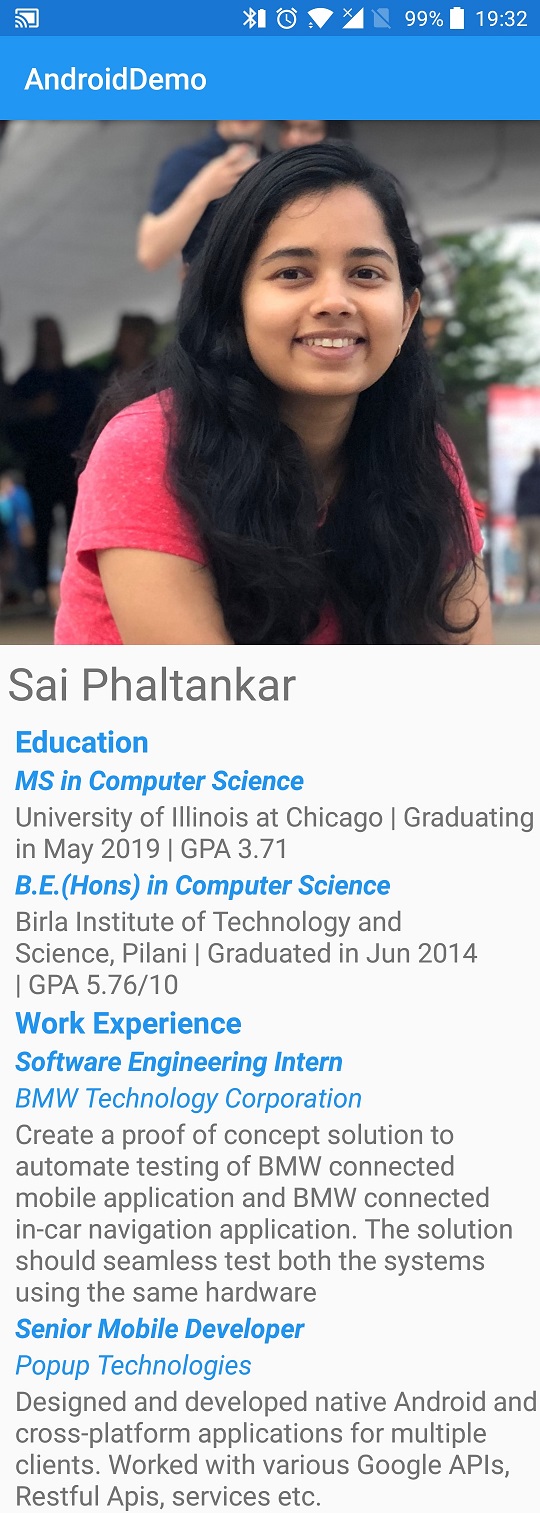 99% 19:32
AndroidDemo
Sai Phaltankar
Education
MS in Computer Science
University of Illinois at Chicago | Graduating
in May 2019 | GPA 3.71
B.E.(Hons) in Computer Science
Birla Institute of Technology and
Science, Pilani | Graduated in Jun 2014
| GPA 5.76/10
Work Experience
Software Engineering Intern
BMW Technology Corporation
Create a proof of concept solution to
automate testing of BMW connected
mobile application and BMW connected
in-car navigation application. The solution
should seamless test both the systems
using the same hardware
Senior Mobile Developer
Popup Technologies
Designed and developed native Android and
cross-platform applications for multiple
clients. Worked with various Google APIs,
Restful Apis, services etc.